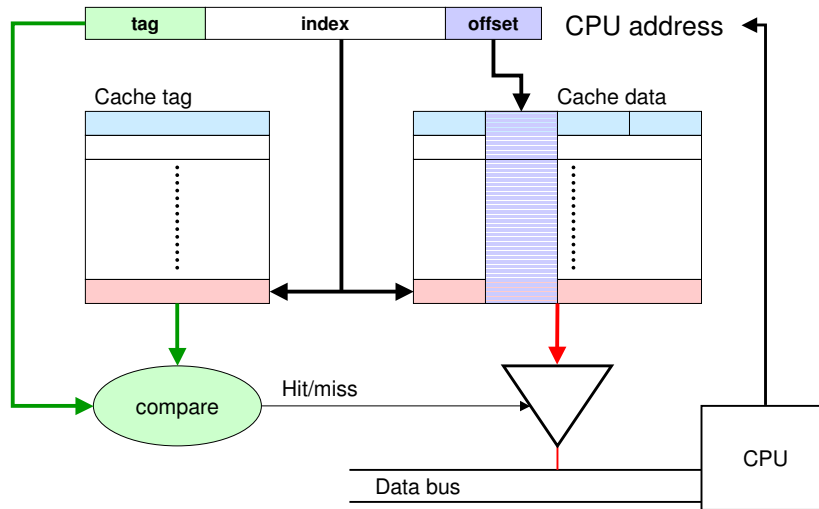 tag index offset CPU address
Cache tag Cache data
compare Hit/miss
CPU
Data bus